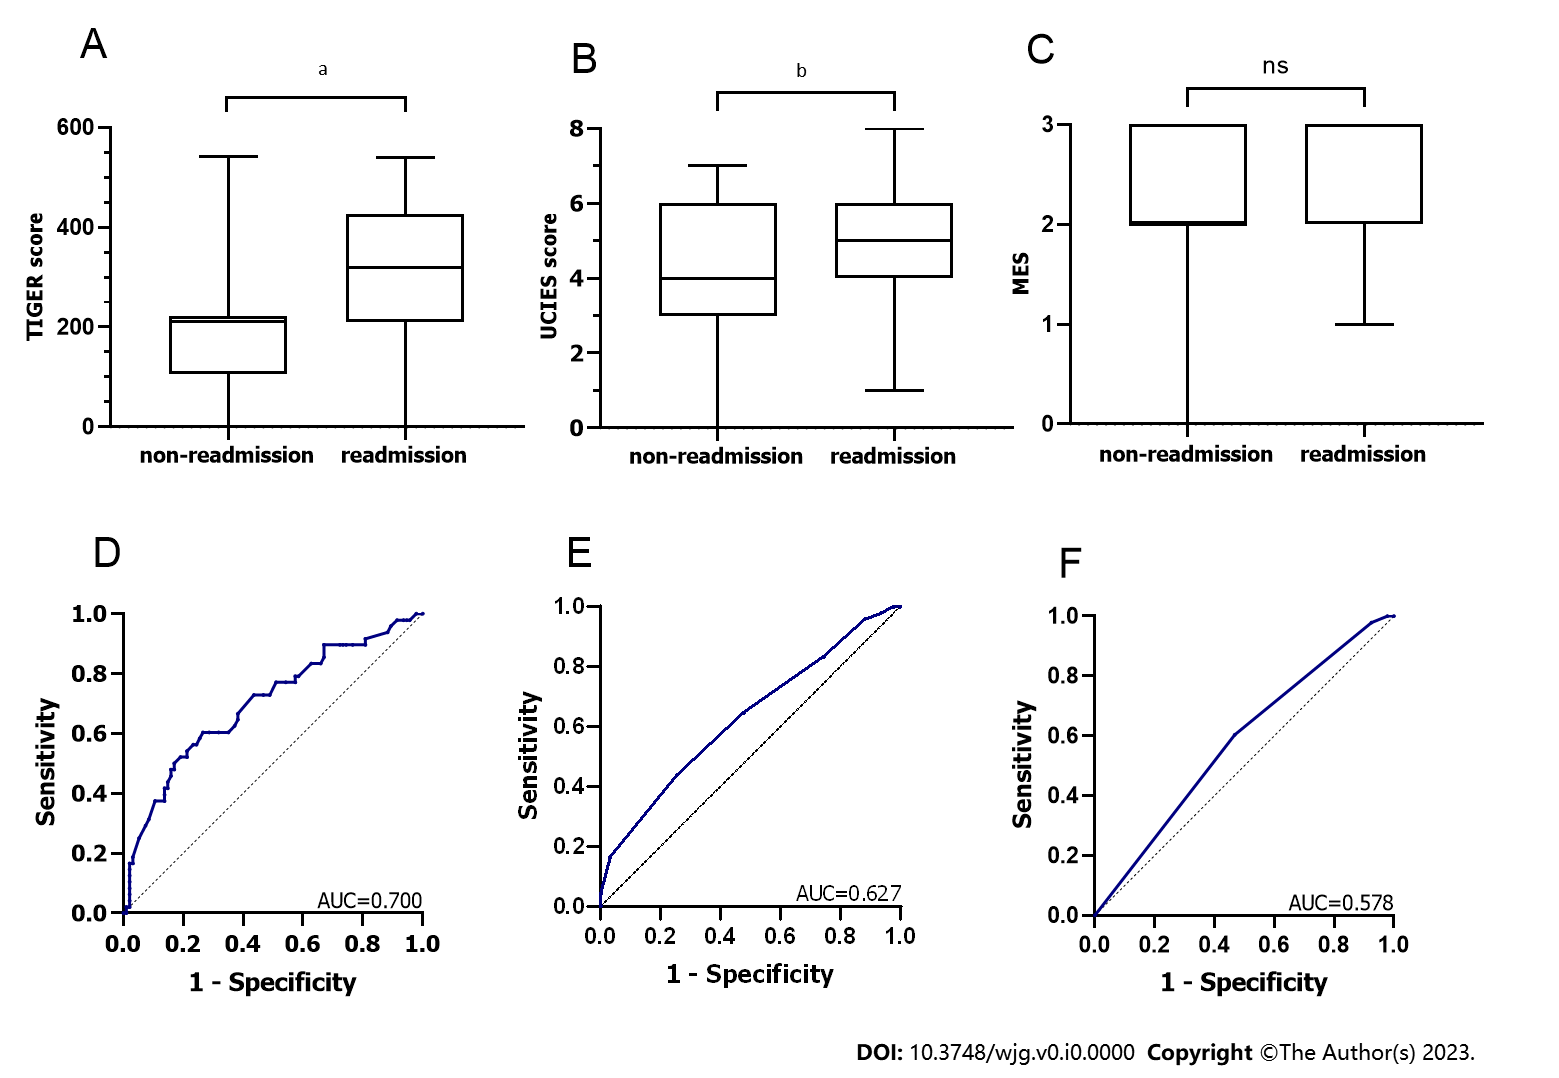 A
a
600
400
200
0
TIGER score
non-readmission readmission
B
b
8
6
4
2
0
UCIES score
non-readmission readmission
C
ns
3
2
1
0
MES
non-readmission readmission
D
1.0
0.8
0.6
0.4
0.2
0.0
Sensitivity
AUC=0.700
0.0 0.2 0.4 0.6 0.8 1.0
1 - Specificity
E
1.0
0.8
0.6
0.4
0.2
0.0
Sensitivity
AUC=0.627
0.0 0.2 0.4 0.6 0.8 1.0
1 - Specificity
F
1.0
0.8
0.6
0.4
0.2
0.0
Sensitivity
AUC=0.578
0.0 0.2 0.4 0.6 0.8 1.0
1 - Specificity
DOI: 10.3748/wjg.v0.i0.0000 Copyright ©The Author(s) 2023.